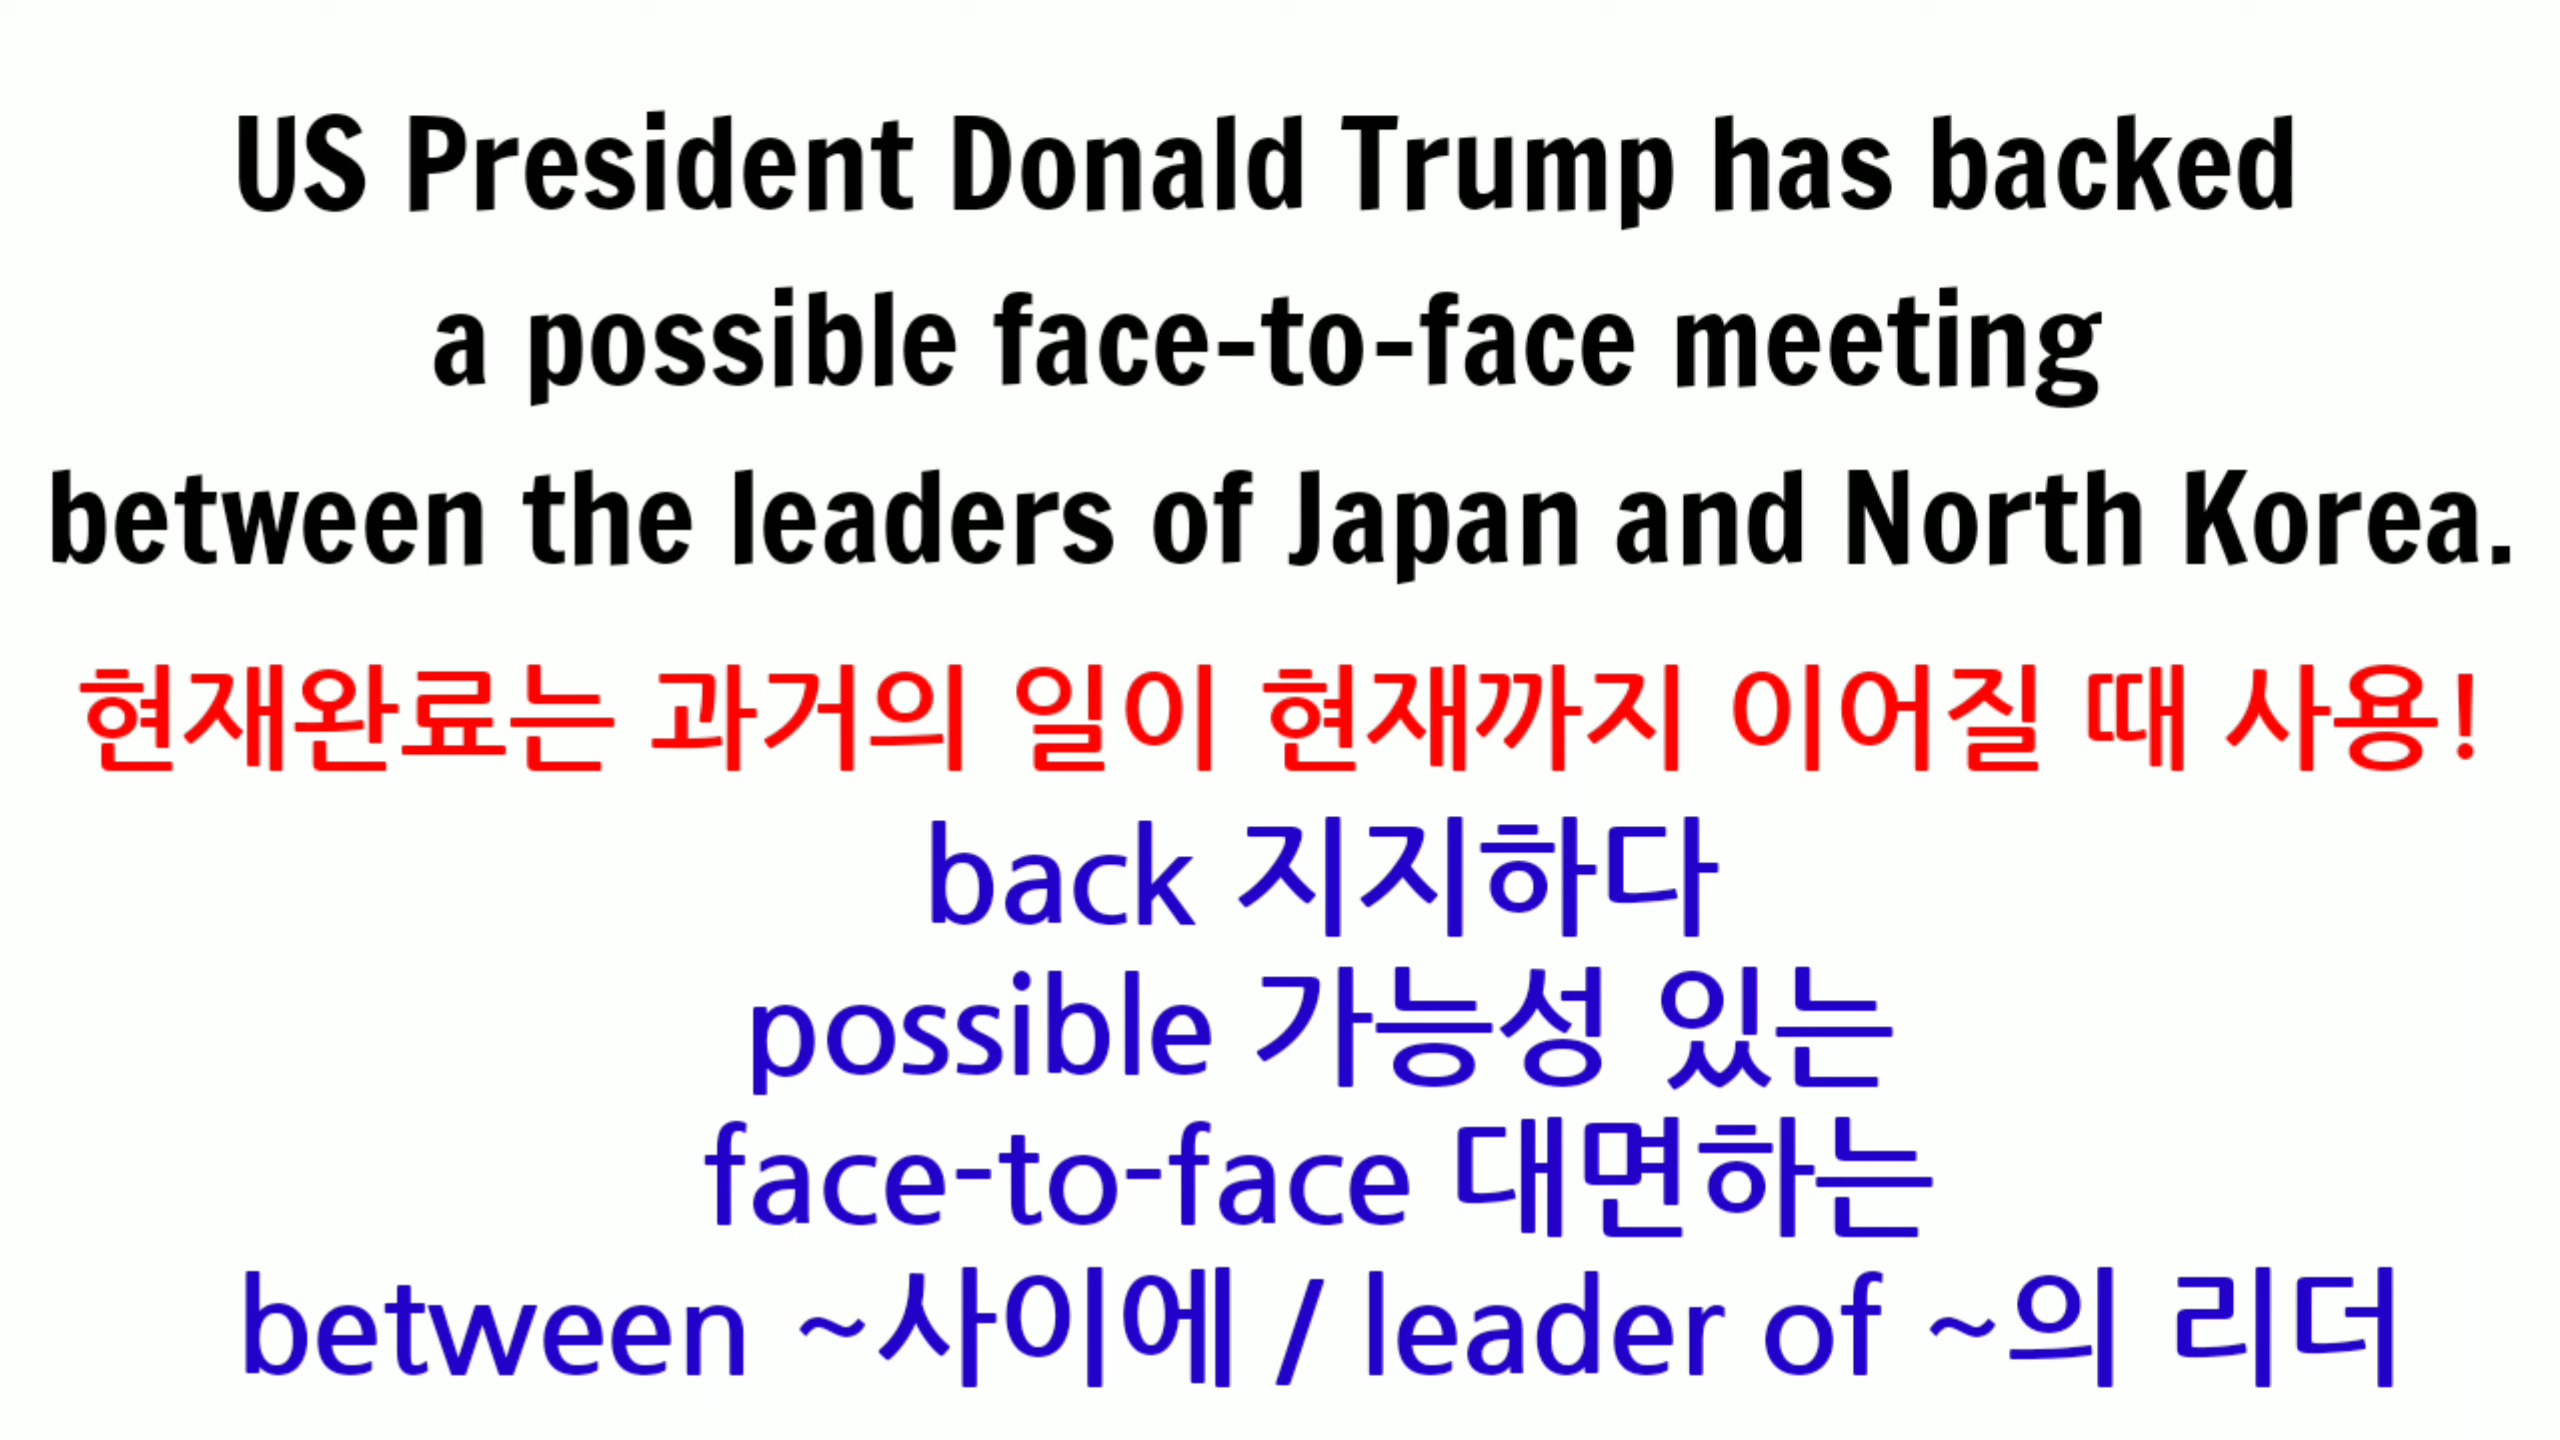 US President Donald Trump has backed
a possible face-to-face meeting
between the leaders of Japan and North Korea.
현재완료는 과거의 일이 현재까지 이어질 때 사용!
back 지지하다
possible 가능성 있는
face-to-face 대면하는
between ~사이에 / leader of ~의 리더